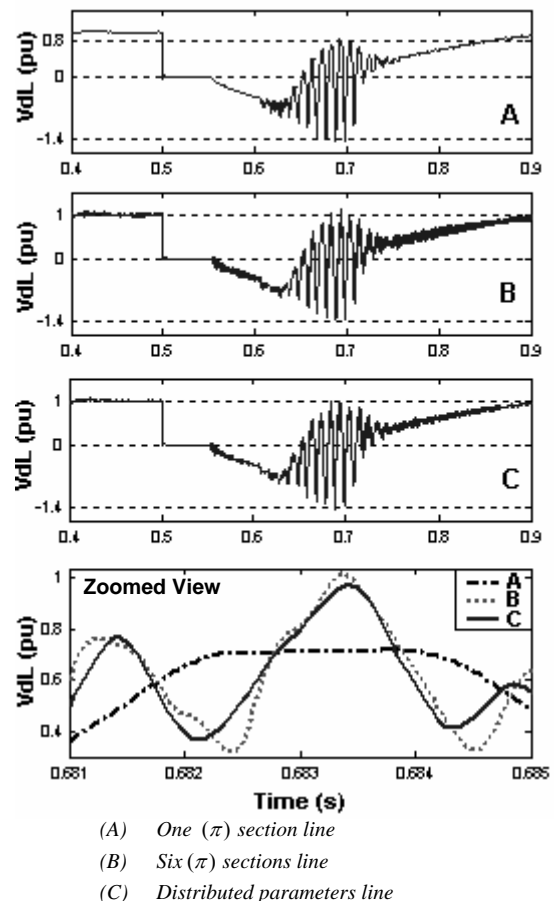 VdL (pu)
0.8
0
-1.4
A
0.4 0.5 0.6 0.7 0.8 0.9
VdL (pu)
1
0
-1.4
B
0.4 0.5 0.6 0.7 0.8 0.9
VdL (pu)
1
0
-1.4
C
0.4 0.5 0.6 0.7 0.8 0.9
Zoomed View
A
B
C
VdL (pu)
1
0.8
0.6
0.4
0.681 0.682 0.683 0.684 0.685
Time (s)
(A) One (π) section line
(B) Six (π) sections line
(C) Distributed parameters line